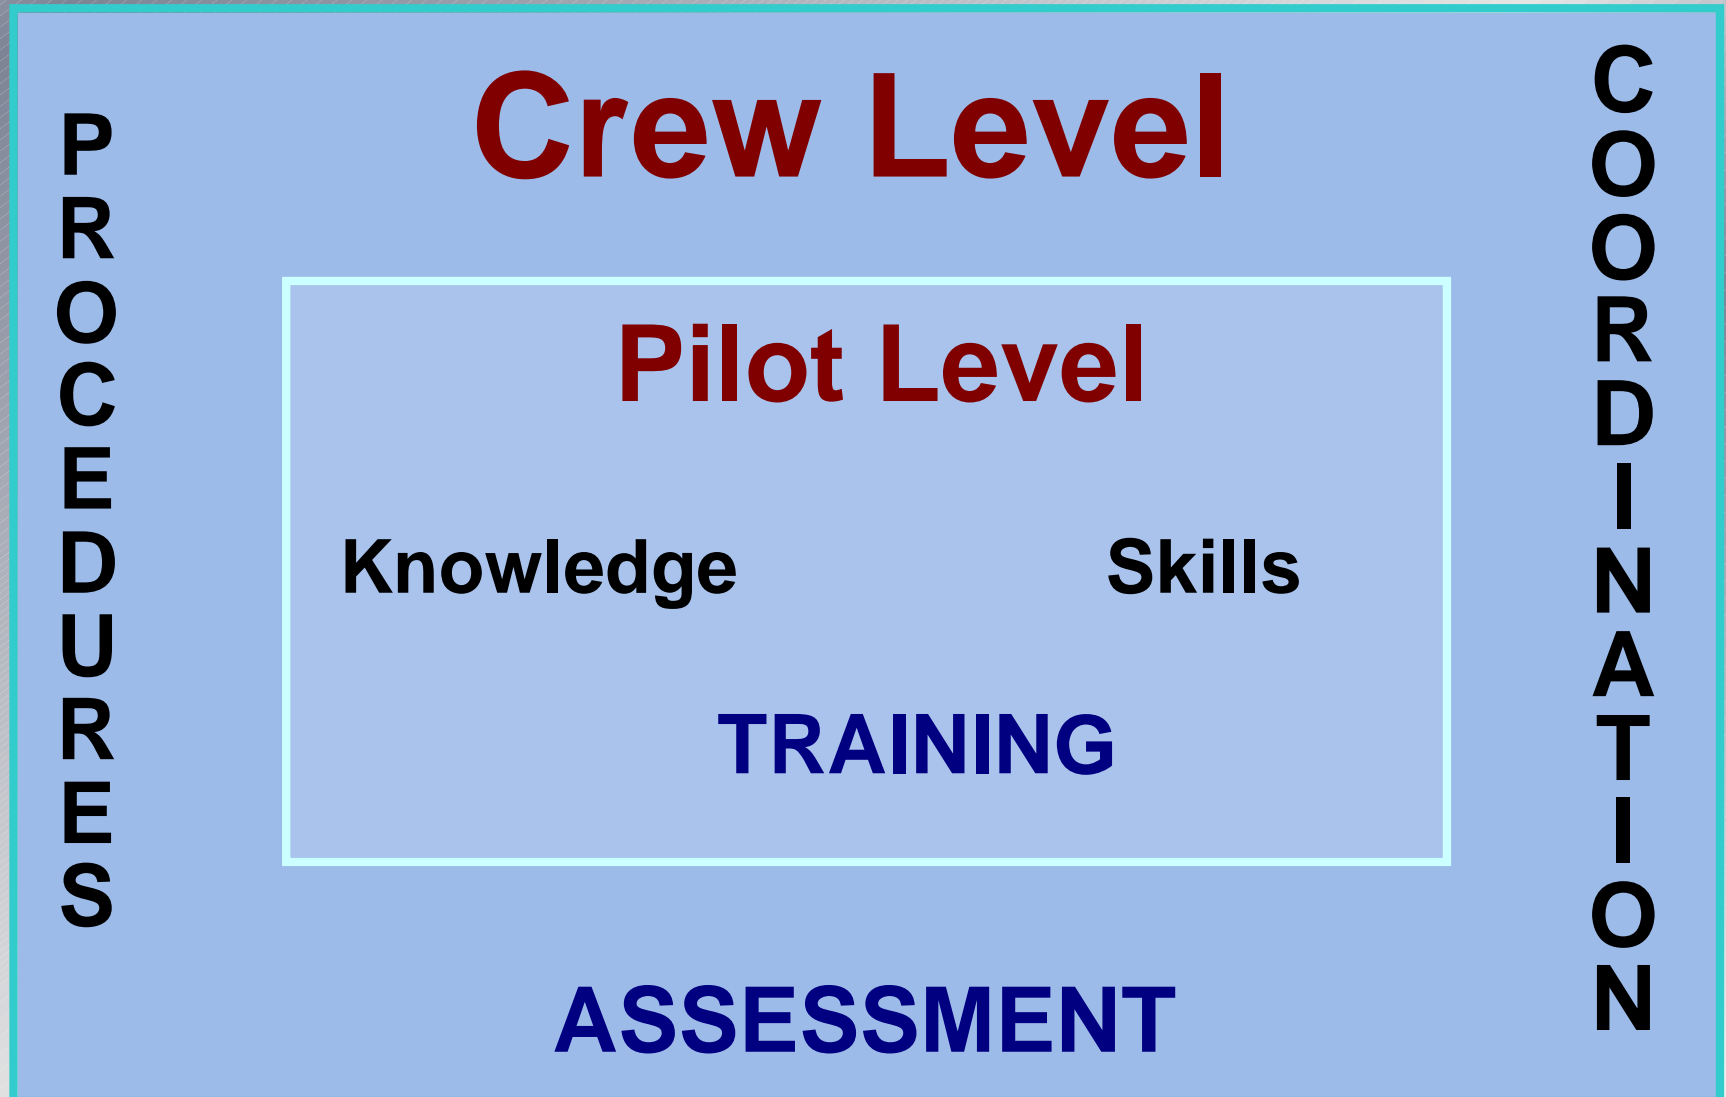 Crew Level
PROCEDURES
COORDINATION
Pilot Level
Knowledge Skills
TRAINING
ASSESSMENT